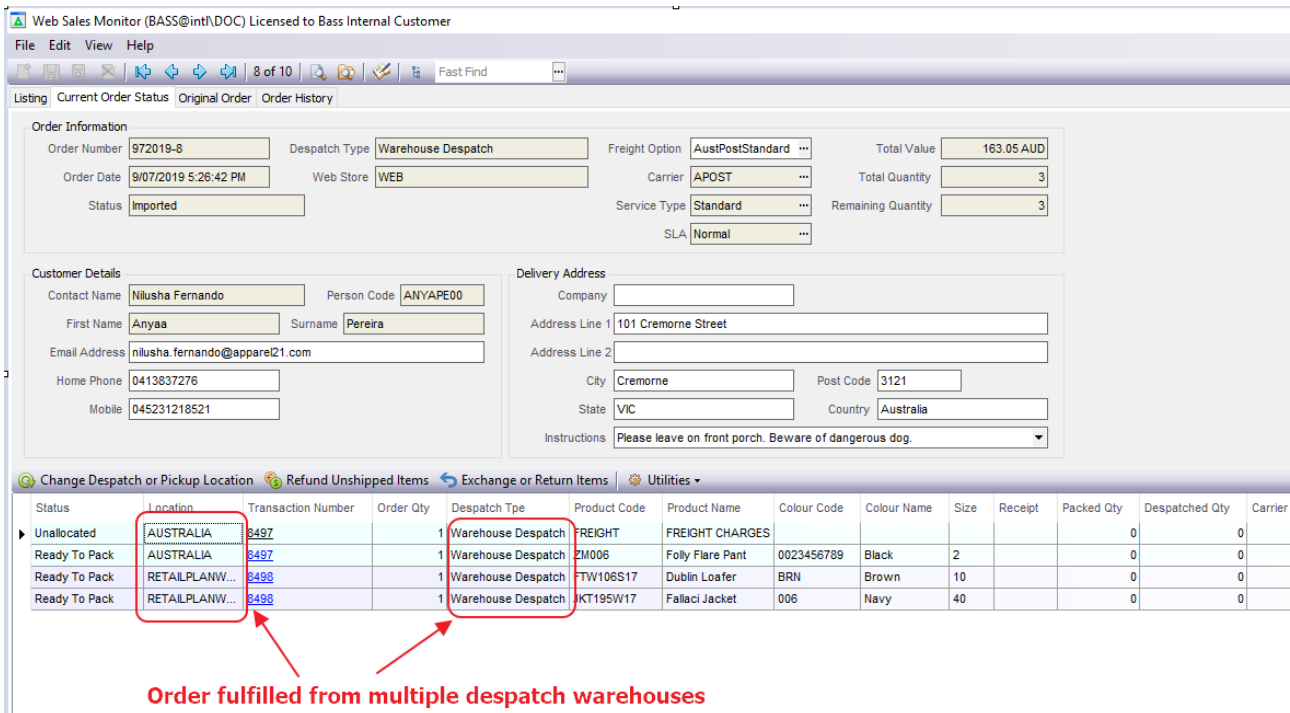 Web Sales Monitor (BASS@intl\DOC) Licensed to Bass Internal Customer
File Edit View Help
8 of 10 Fast Find ...
Listing Current Order Status Original Order Order History
Order Information
Order Number 972019-8 Despatch Type Warehouse Despatch Freight Option AustPostStandard ... Total Value 163.05 AUD
Order Date 9/07/2019 5:26:42 PM Web Store WEB Carrier APOST ... Total Quantity 3
Status Imported Service Type Standard ... Remaining Quantity 3
SLA Normal ...
Customer Details Delivery Address
Contact Name Nilusha Fernando Person Code ANYAPE00 Company
First Name Anyaa Surname Pereira Address Line 1 101 Cremorne Street
Email Address nilusha.fernando@apparel21.com Address Line 2
Home Phone 0413837276 City Cremorne Post Code 3121
Mobile 045231218521 State VIC Country Australia
Instructions Please leave on front porch. Beware of dangerous dog.
Change Despatch or Pickup Location Refund Unshipped Items Exchange or Return Items Utilities
Status Location Transaction Number Order Qty Despatch Tpe Product Code Product Name Colour Code Colour Name Size Receipt Packed Qty Despatched Qty Carrier
Unallocated AUSTRALIA 8497 1 Warehouse Despatch FREIGHT FREIGHT CHARGES 0 0
Ready To Pack AUSTRALIA 8497 1 Warehouse Despatch ZM006 Folly Flare Pant 0023456789 Black 2 0 0
Ready To Pack RETAILPLANW... 8498 1 Warehouse Despatch FTW106S17 Dublin Loafer BRN Brown 10 0 0
Ready To Pack RETAILPLANW... 8498 1 Warehouse Despatch JKT195W17 Fallaci Jacket 006 Navy 40 0 0
Order fulfilled from multiple despatch warehouses